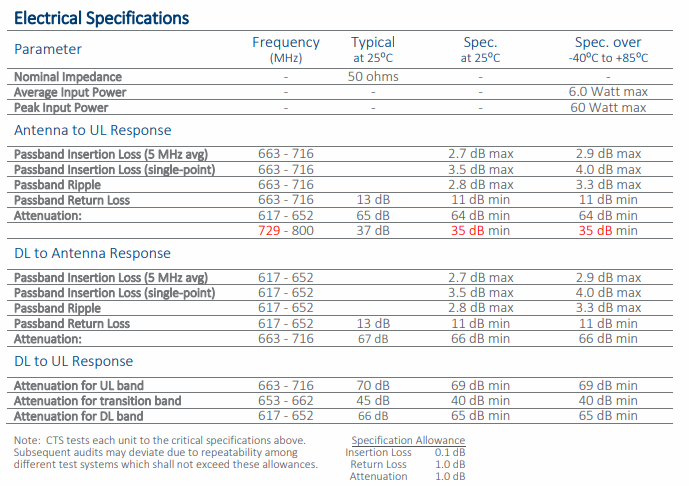 Electrical Specifications
Parameter Frequency (MHz) Typical at 25⁰C Spec. at 25⁰C Spec. over -40⁰C to +85⁰C
Nominal Impedance - 50 ohms - -
Average Input Power - - - 6.0 Watt max
Peak Input Power - - - 60 Watt max
Antenna to UL Response
Passband Insertion Loss (5 MHz avg) 663 - 716 2.7 dB max 2.9 dB max
Passband Insertion Loss (single-point) 663 - 716 3.5 dB max 4.0 dB max
Passband Ripple 663 - 716 2.8 dB max 3.3 dB max
Passband Return Loss 663 - 716 13 dB 11 dB min 11 dB min
Attenuation: 617 - 652 65 dB 64 dB min 64 dB min
729 - 800 37 dB 35 dB min 35 dB min
DL to Antenna Response
Passband Insertion Loss (5 MHz avg) 617 - 652 2.7 dB max 2.9 dB max
Passband Insertion Loss (single-point) 617 - 652 3.5 dB max 4.0 dB max
Passband Ripple 617 - 652 2.8 dB max 3.3 dB max
Passband Return Loss 617 - 652 13 dB 11 dB min 11 dB min
Attenuation: 663 - 716 67 dB 66 dB min 66 dB min
DL to UL Response
Attenuation for UL band 663 - 716 70 dB 69 dB min 69 dB min
Attenuation for transition band 653 - 662 45 dB 40 dB min 40 dB min
Attenuation for DL band 617 - 652 66 dB 65 dB min 65 dB min
Note: CTS tests each unit to the critical specifications above.
Subsequent audits may deviate due to repeatability among
different test systems which shall not exceed these allowances.
Specification Allowance
Insertion Loss 0.1 dB
Return Loss 1.0 dB
Attenuation 1.0 dB